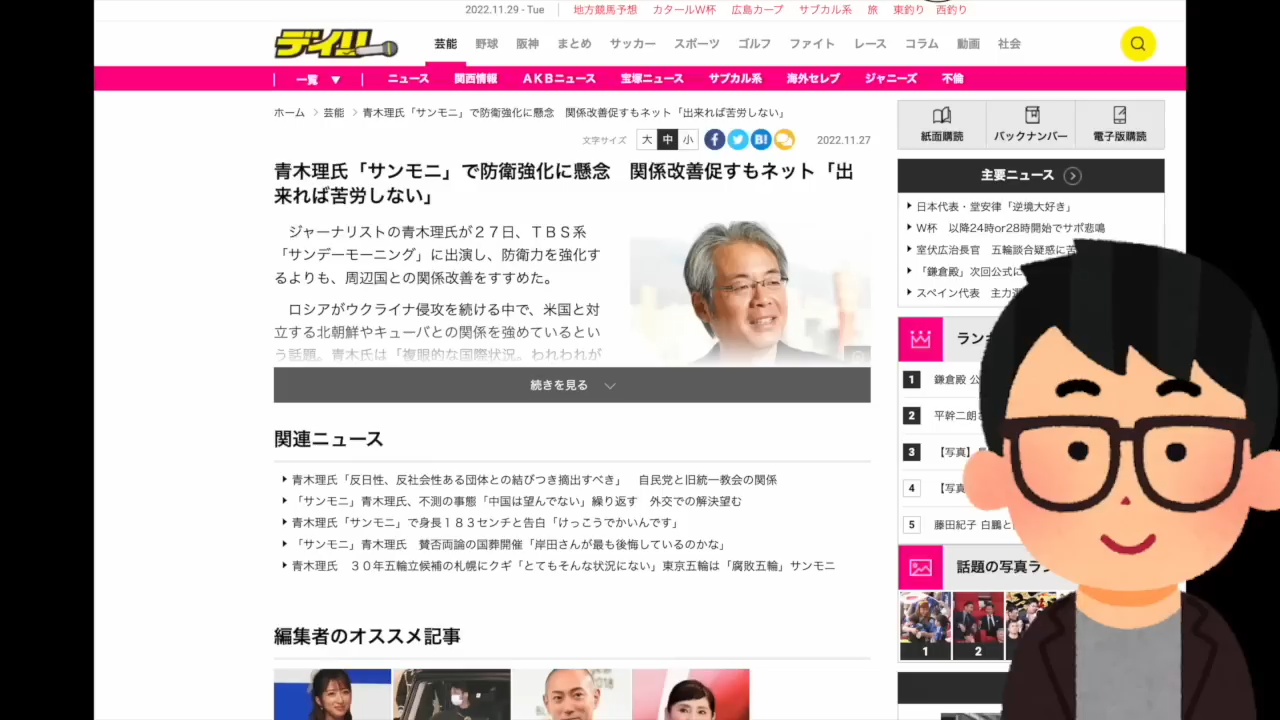 2022.11.29 - Tue
地方競馬予想 カタールW杯 広島カープ サブカル系 旅 東釣り 西釣り
デイリー
芸能 野球 阪神 まとめ サッカー スポーツ ゴルフ ファイト レース コラム 動画 社会
一覧 ▼ ニュース 関西情報 AKBニュース 宝塚ニュース サブカル系 海外セレブ ジャニーズ 不倫
ホーム > 芸能 > 青木理氏「サンモニ」で防衛強化に懸念　関係改善促すもネット「出来れば苦労しない」
文字サイズ 大 中 小
B!
2022.11.27
青木理氏「サンモニ」で防衛強化に懸念　関係改善促すもネット「出
来れば苦労しない」
ジャーナリストの青木理氏が２７日、ＴＢＳ系
「サンデーモーニング」に出演し、防衛力を強化す
るよりも、周辺国との関係改善をすすめた。
ロシアがウクライナ侵攻を続ける中で、米国と対
立する北朝鮮やキューバとの関係を強めているとい
う話題。青木氏は「複眼的な国際状況。われわれが
続きを見る
関連ニュース
青木理氏「反日性、反社会性ある団体との結びつき摘出すべき」　自民党と旧統一教会の関係
「サンモニ」青木理氏、不測の事態「中国は望んでない」繰り返す　外交での解決望む
青木理氏「サンモニ」で身長１８３センチと告白「けっこうでかいんです」
「サンモニ」青木理氏　賛否両論の国葬開催「岸田さんが最も後悔しているのかな」
青木理氏　３０年五輪立候補の札幌にクギ「とてもそんな状況にない」東京五輪は「腐敗五輪」サンモニ
編集者のオススメ記事
紙面購読 バックナンバー 電子版購読
主要ニュース
日本代表・堂安律「逆境大好き」
W杯　以降24時or28時開始でサポ悲鳴
室伏広治長官　五輪談合疑惑に苦
「鎌倉殿」次回公式に
スペイン代表　主力
ラン
1 鎌倉殿 公
2 平幹二朗
3 【写真】
4 【写真
5 藤田紀子 白鵬と
話題の写真ラン
1 2